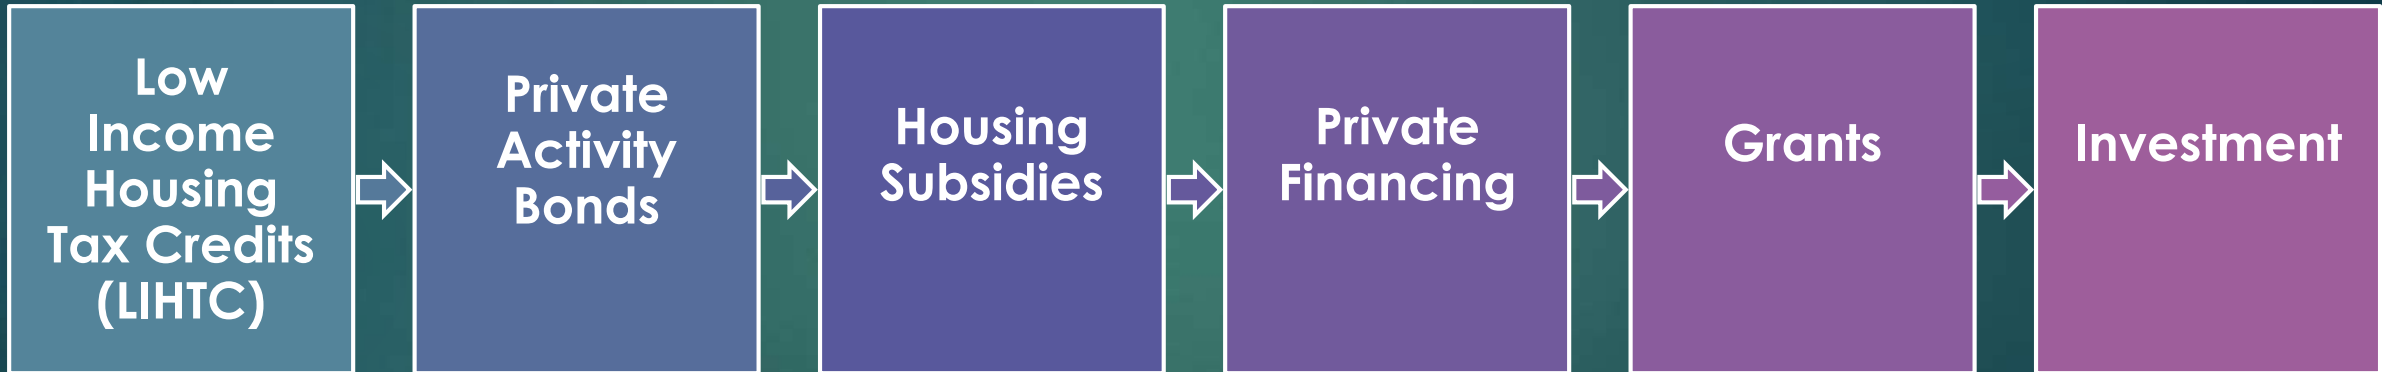 Low
Income
Housing
Tax Credits
(LIHTC)
Private
Activity
Bonds
Housing
Subsidies
Private
Financing
Grants
Investment